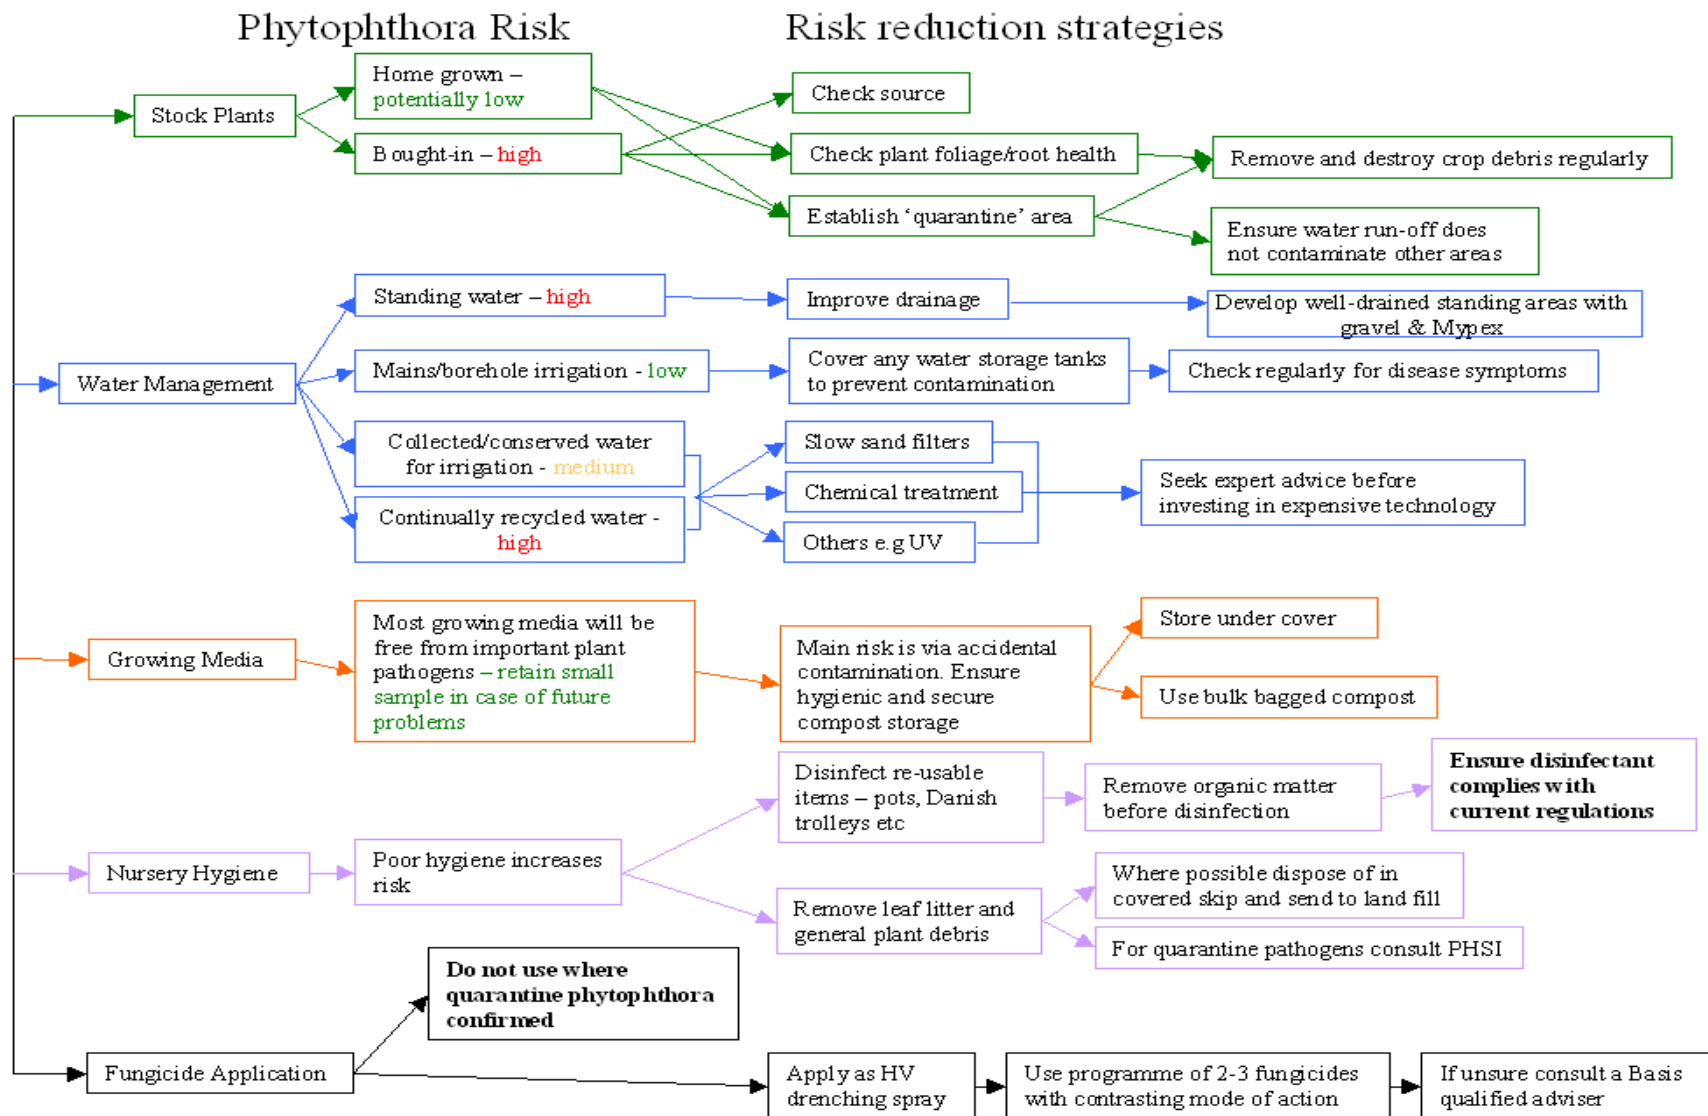 Phytophthora Risk
Risk reduction strategies
Stock Plants
Home grown –
potentially low
Bought-in – high
Check source
Check plant foliage/root health
Establish ‘quarantine’ area
Remove and destroy crop debris regularly
Ensure water run-off does
not contaminate other areas
Water Management
Standing water – high
Improve drainage
Develop well-drained standing areas with
gravel & Mypex
Mains/borehole irrigation - low
Cover any water storage tanks
to prevent contamination
Check regularly for disease symptoms
Collected/conserved water
for irrigation - medium
Continually recycled water -
high
Slow sand filters
Chemical treatment
Others e.g UV
Seek expert advice before
investing in expensive technology
Growing Media
Most growing media will be
free from important plant
pathogens – retain small
sample in case of future
problems
Main risk is via accidental
contamination. Ensure
hygienic and secure
compost storage
Store under cover
Use bulk bagged compost
Nursery Hygiene
Poor hygiene increases
risk
Disinfect re-usable
items – pots, Danish
trolleys etc
Remove organic matter
before disinfection
Ensure disinfectant
complies with
current regulations
Remove leaf litter and
general plant debris
Where possible dispose of in
covered skip and send to land fill
For quarantine pathogens consult PHSI
Fungicide Application
Do not use where
quarantine phytophthora
confirmed
Apply as HV
drenching spray
Use programme of 2-3 fungicides
with contrasting mode of action
If unsure consult a Basis
qualified adviser